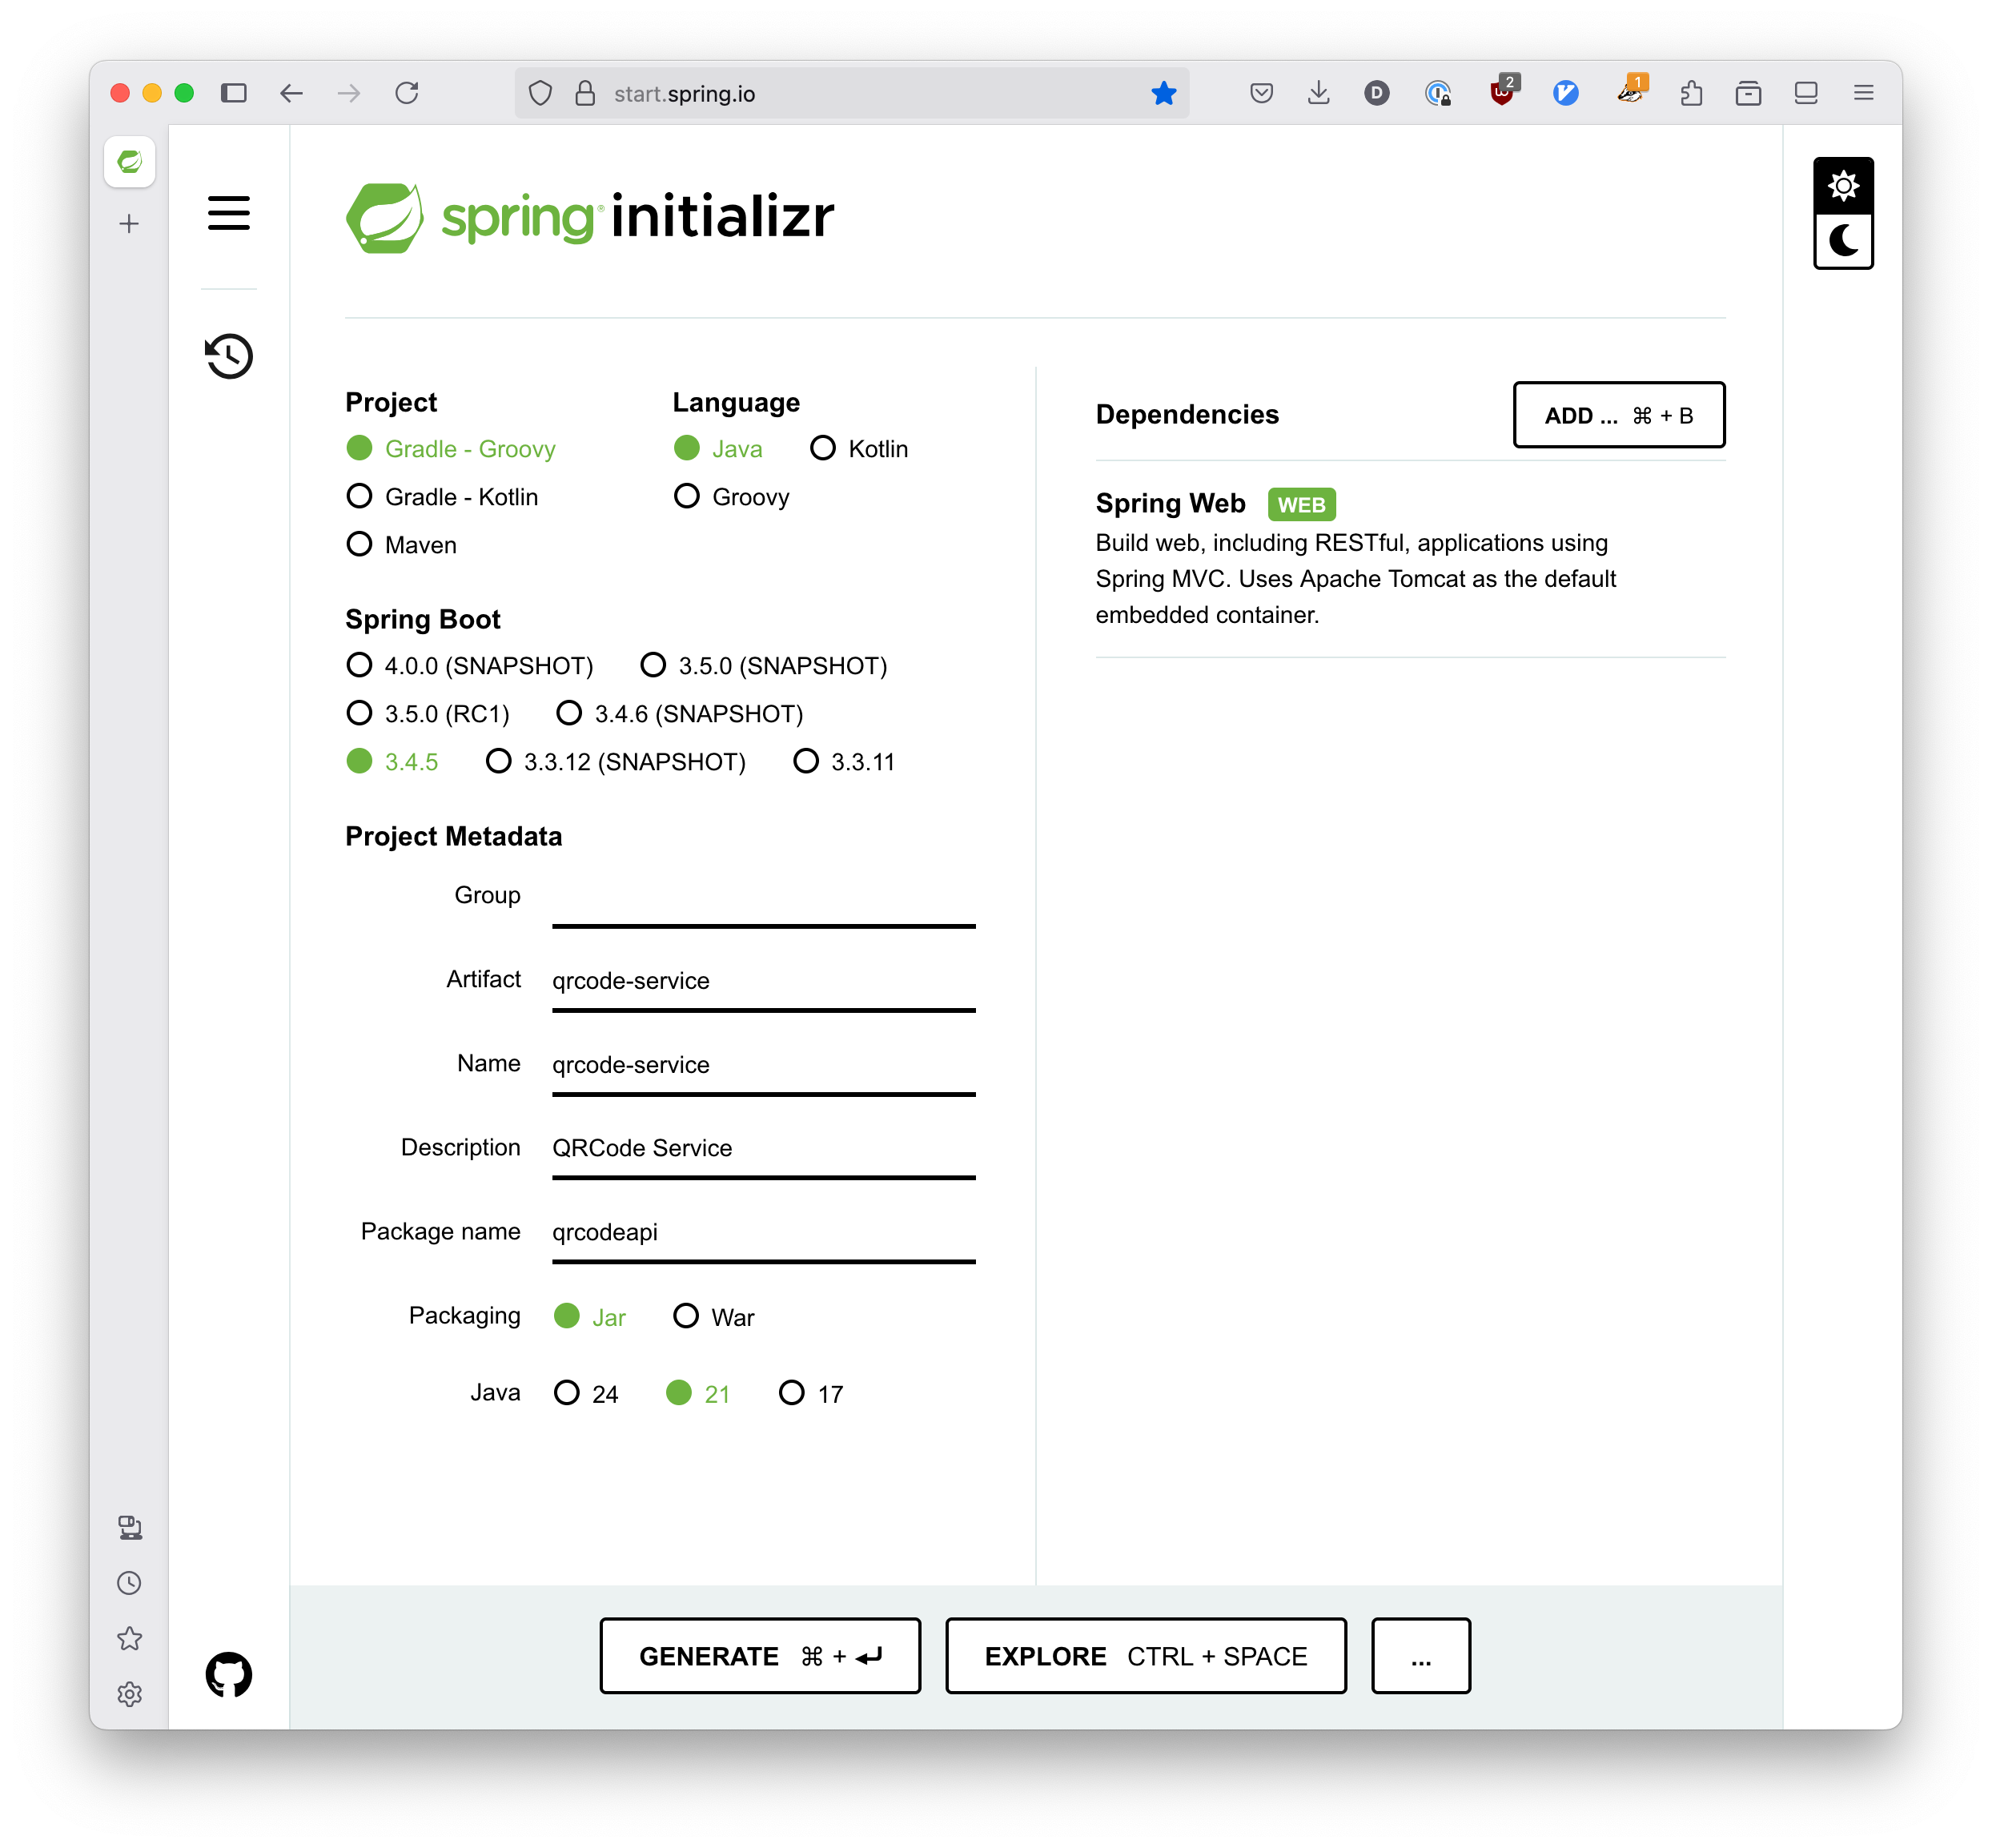 start.spring.io
2
1
D
spring® initializr
Project
Gradle - Groovy
Gradle - Kotlin
Maven
Language
Java Kotlin
Groovy
Spring Boot
4.0.0 (SNAPSHOT) 3.5.0 (SNAPSHOT)
3.5.0 (RC1) 3.4.6 (SNAPSHOT)
3.4.5 3.3.12 (SNAPSHOT) 3.3.11
Project Metadata
Group
Artifact qrcode-service
Name qrcode-service
Description QRCode Service
Package name qrcodeapi
Packaging Jar War
Java 24 21 17
Dependencies
ADD ... ⌘ + B
Spring Web WEB
Build web, including RESTful, applications using
Spring MVC. Uses Apache Tomcat as the default
embedded container.
GENERATE ⌘ + ⏎
EXPLORE CTRL + SPACE
...